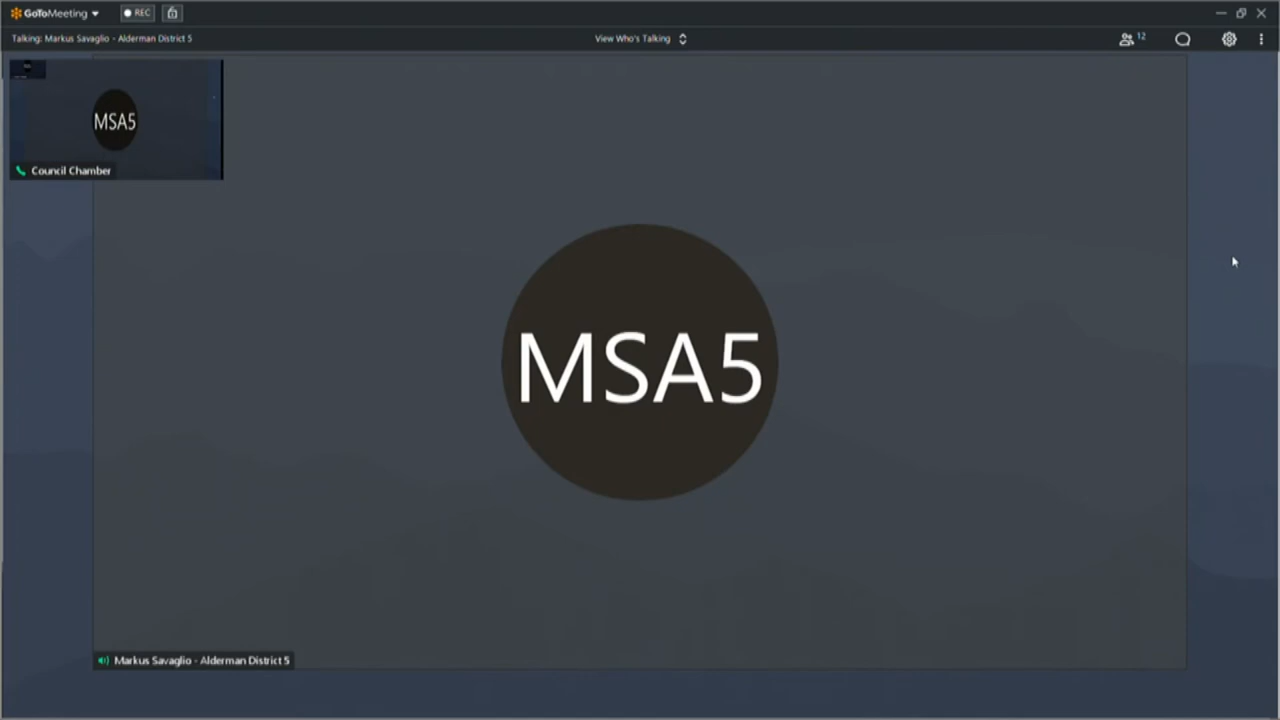 GoToMeeting
REC
Talking: Markus Savaglio - Alderman District 5
View Who's Talking
12
MSA5
Council Chamber
MSA5
Markus Savaglio - Alderman District 5